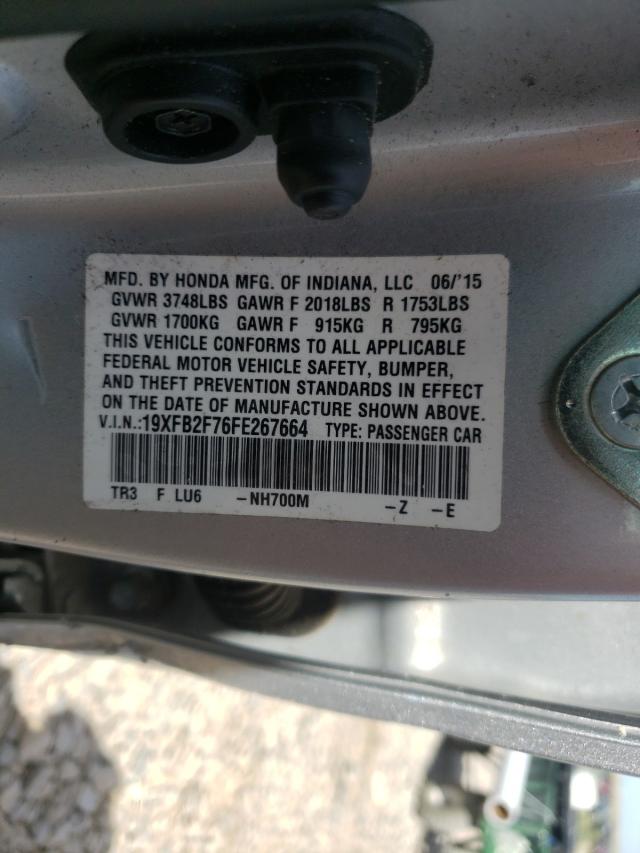 MFD. BY HONDA MFG. OF INDIANA, LLC 06/'15
GVWR 3748LBS GAWR F 2018LBS R 1753LBS
GVWR 1700KG GAWR F 915KG R 795KG
THIS VEHICLE CONFORMS TO ALL APPLICABLE
FEDERAL MOTOR VEHICLE SAFETY, BUMPER,
AND THEFT PREVENTION STANDARDS IN EFFECT
ON THE DATE OF MANUFACTURE SHOWN ABOVE.
V.I.N.:19XFB2F76FE267664 TYPE: PASSENGER CAR
TR3 F LU6 -NH700M -Z -E